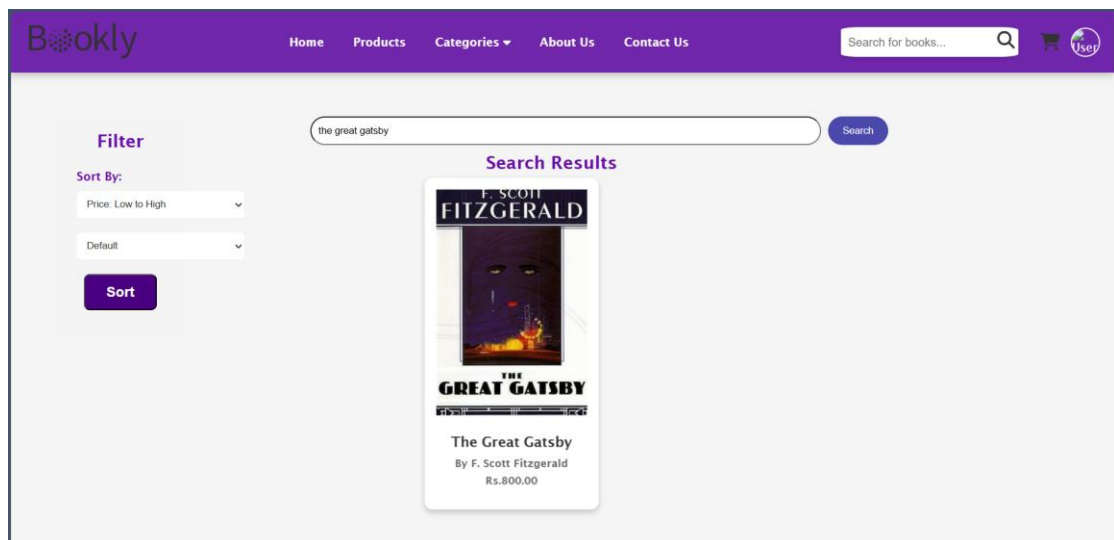 Bookly
Home Products Categories About Us Contact Us
Search for books...
User
Filter
Sort By:
Price: Low to High
Default
Sort
the great gatsby
Search
Search Results
F. SCOTT
FITZGERALD
THE
GREAT GATSBY
The Great Gatsby
By F. Scott Fitzgerald
Rs.800.00